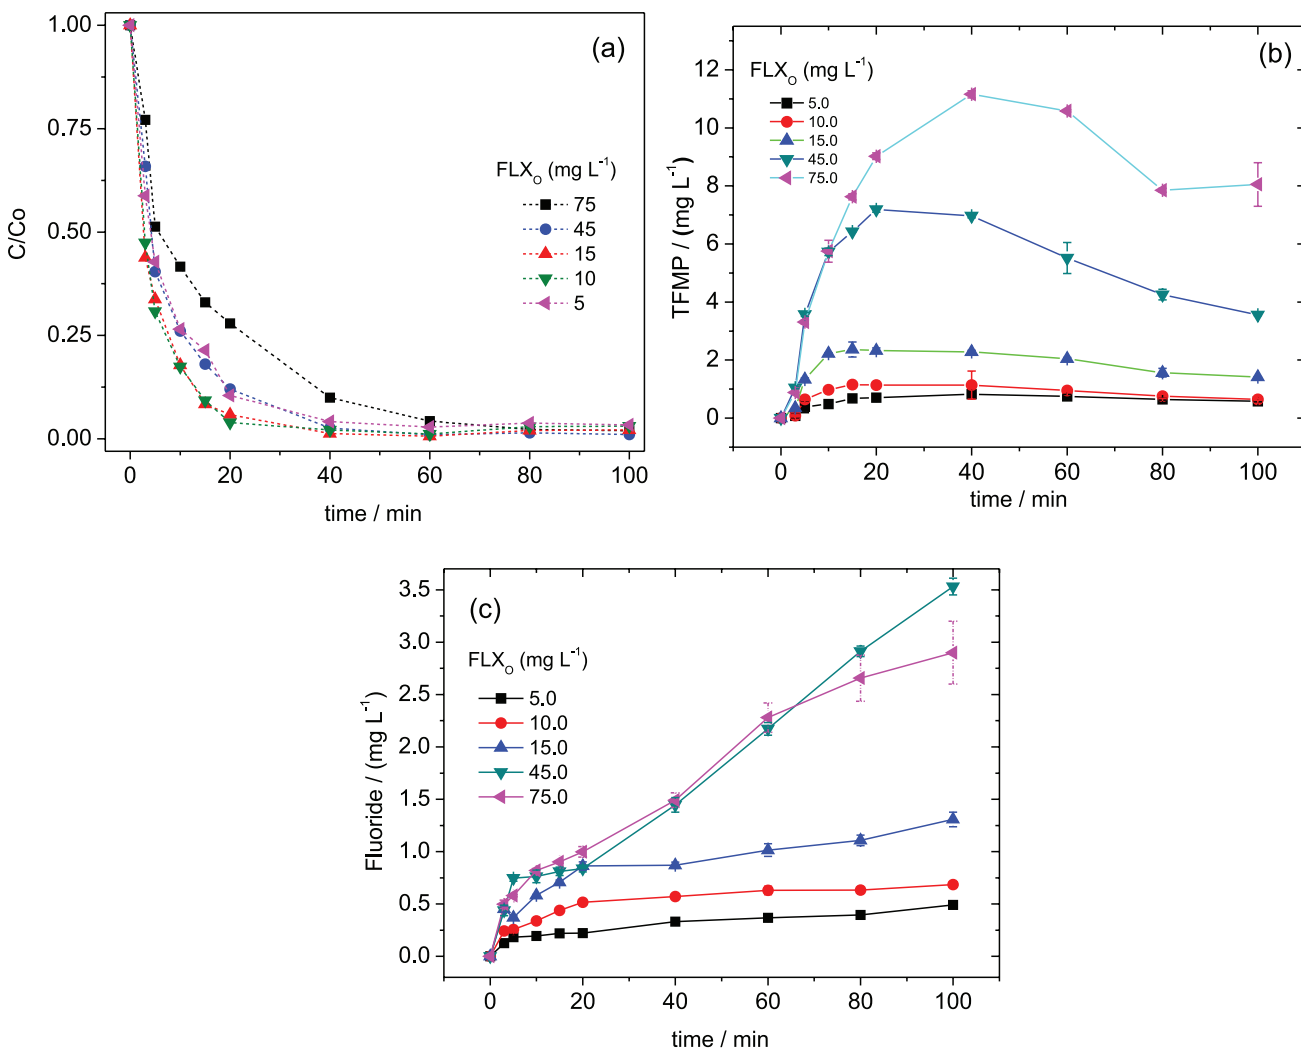 (a)
C/Co
1.00
0.75
0.50
0.25
0.00
FLX₀ (mg L⁻¹)
75
45
15
10
5
0 20 40 60 80 100
time / min
(b)
TFMP / (mg L⁻¹)
12
10
8
6
4
2
0
FLX₀ (mg L⁻¹)
5.0
10.0
15.0
45.0
75.0
0 20 40 60 80 100
time / min
(c)
Fluoride / (mg L⁻¹)
3.5
3.0
2.5
2.0
1.5
1.0
0.5
0.0
FLX₀ (mg L⁻¹)
5.0
10.0
15.0
45.0
75.0
0 20 40 60 80 100
time / min